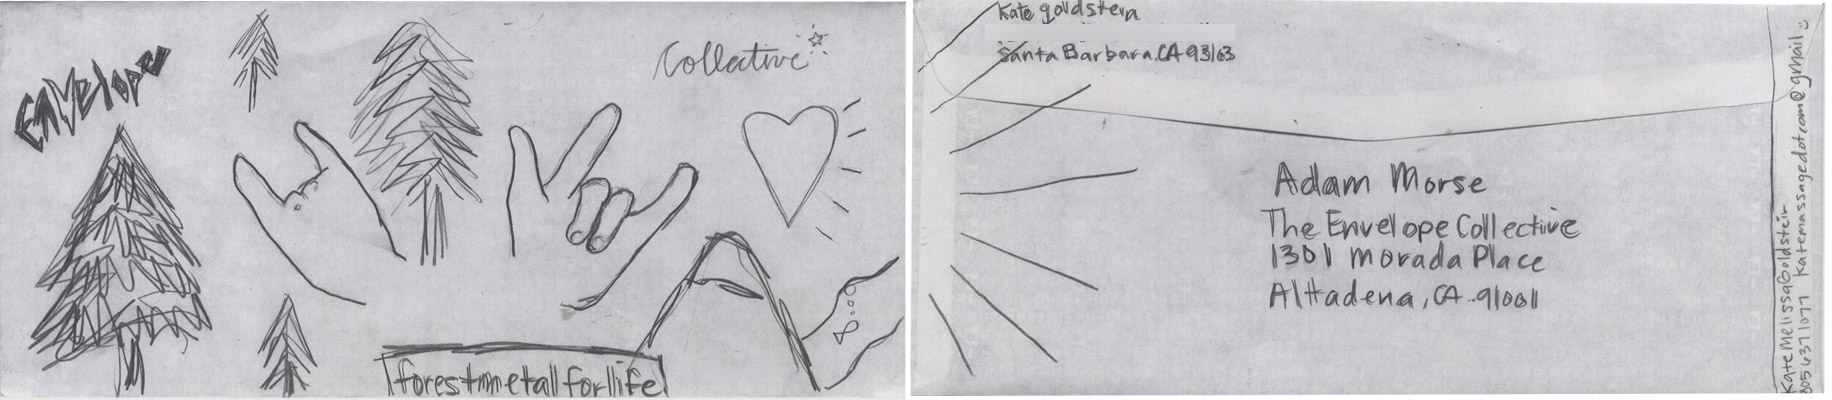 Envelope
Collective
forestmetallforlife
Kate goldstein
Santa Barbara, CA 93163
Adam Morse
The Envelope Collective
1301 Morada Place
Altadena, CA 91001
KateMelissaGoldstein
805 637 1077 katemassagedotcom@gmail :)